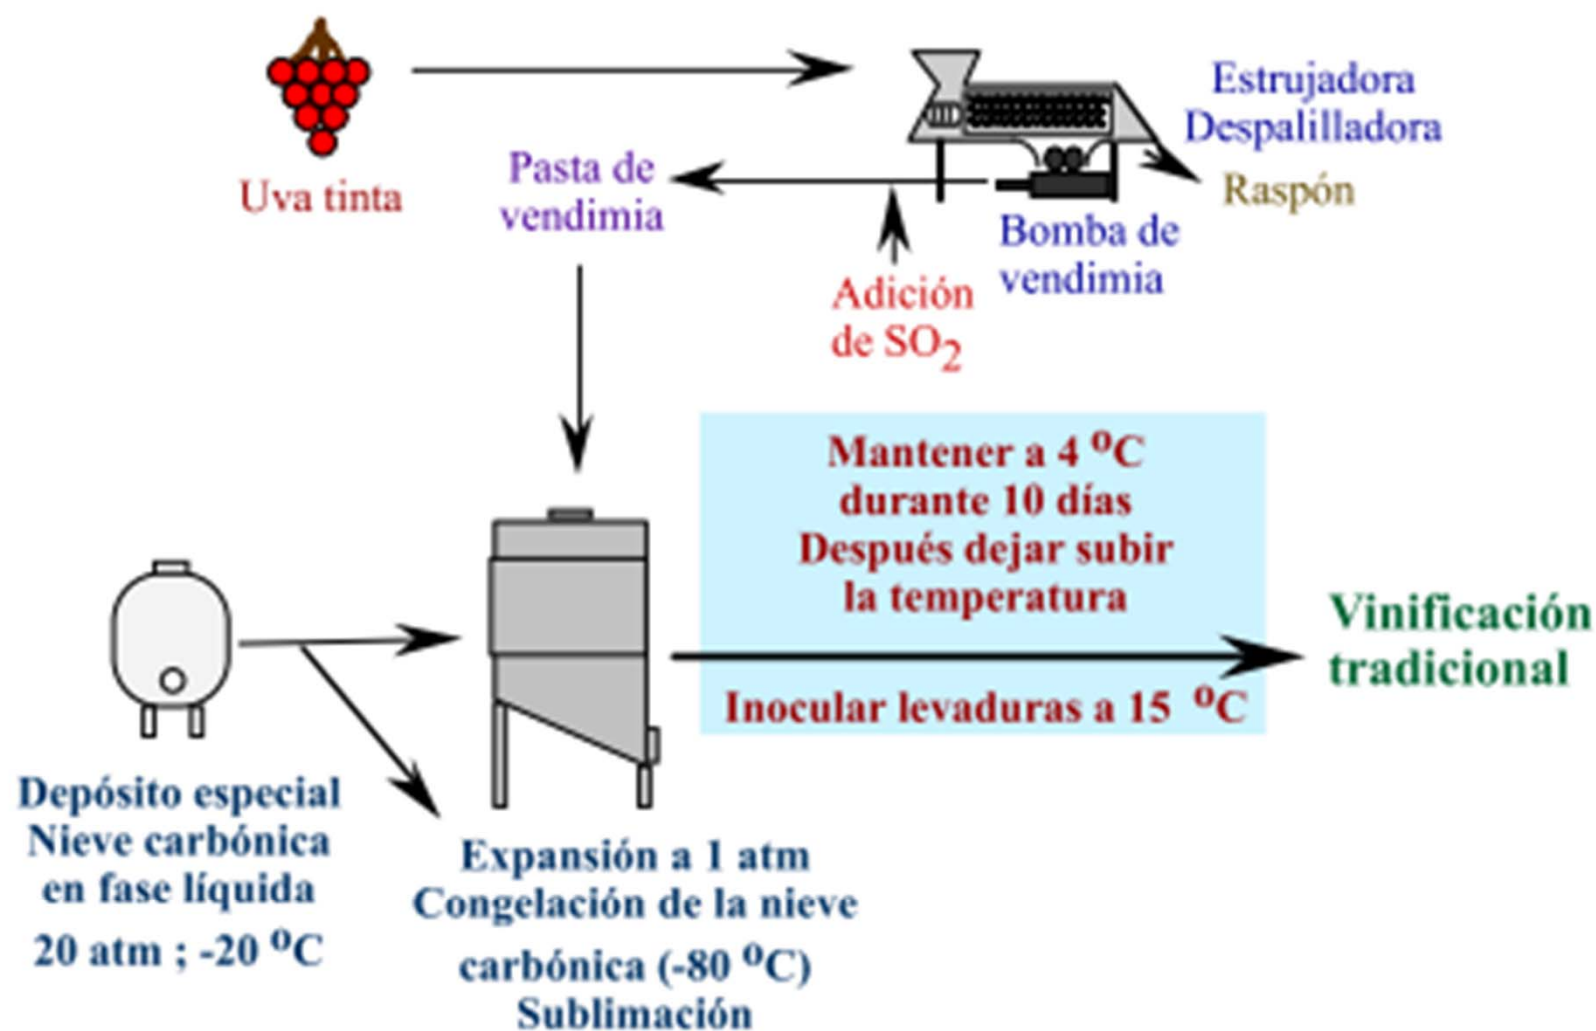 Uva tinta
Estrujadora
Despalilladora
Raspón
Bomba de
vendimia
Adición
de SO2
Pasta de
vendimia
Mantener a 4 ºC
durante 10 días
Después dejar subir
la temperatura
Inocular levaduras a 15 ºC
Vinificación
tradicional
Depósito especial
Nieve carbónica
en fase líquida
20 atm ; -20 ºC
Expansión a 1 atm
Congelación de la nieve
carbónica (-80 ºC)
Sublimación